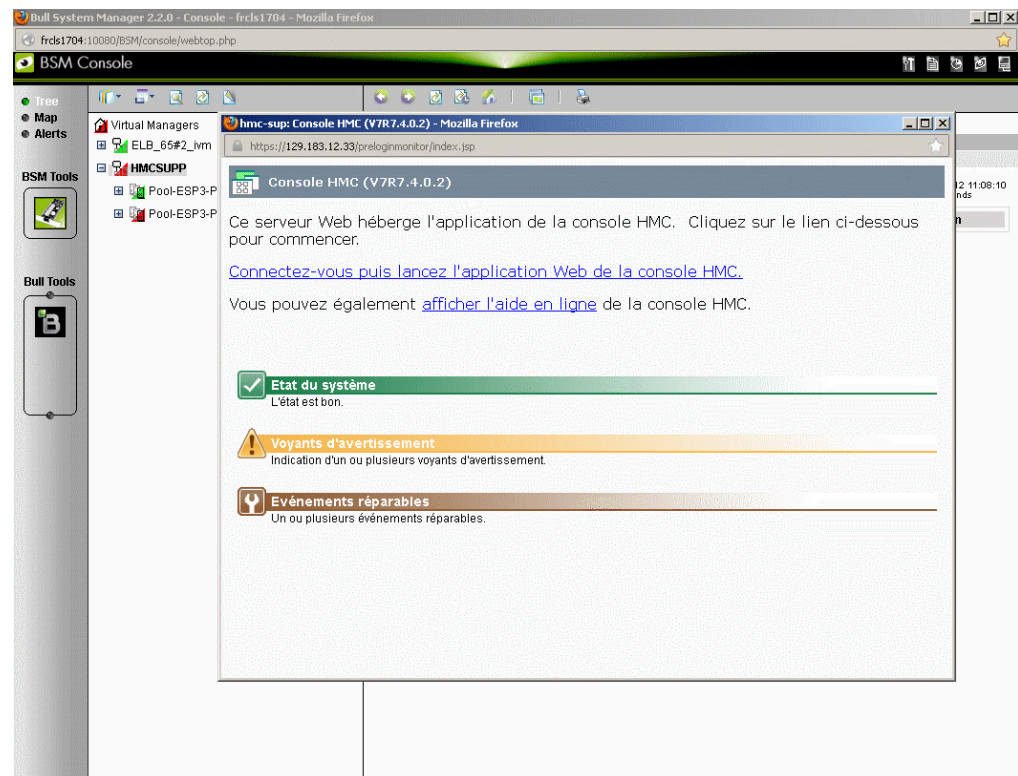 Bull System Manager 2.2.0 - Console - frcls1704 - Mozilla Firefox
frcls1704:10080/BSM/console/webtop.php
BSM Console
Tree
Map
Alerts
BSM Tools
Bull Tools
B
Virtual Managers
ELB_65#2_ivm
HMCSUPP
Pool-ESP3-P
Pool-ESP3-P
hmc-sup: Console HMC (V7R7.4.0.2) - Mozilla Firefox
https://129.183.12.33/preloginmonitor/index.jsp
Console HMC (V7R7.4.0.2)
Ce serveur Web héberge l'application de la console HMC. Cliquez sur le lien ci-dessous
pour commencer.
Connectez-vous puis lancez l'application Web de la console HMC.
Vous pouvez également afficher l'aide en ligne de la console HMC.
Etat du système
L'état est bon.
Voyants d'avertissement
Indication d'un ou plusieurs voyants d'avertissement.
Evénements réparables
Un ou plusieurs événements réparables.
12 11:08:10
nds
n